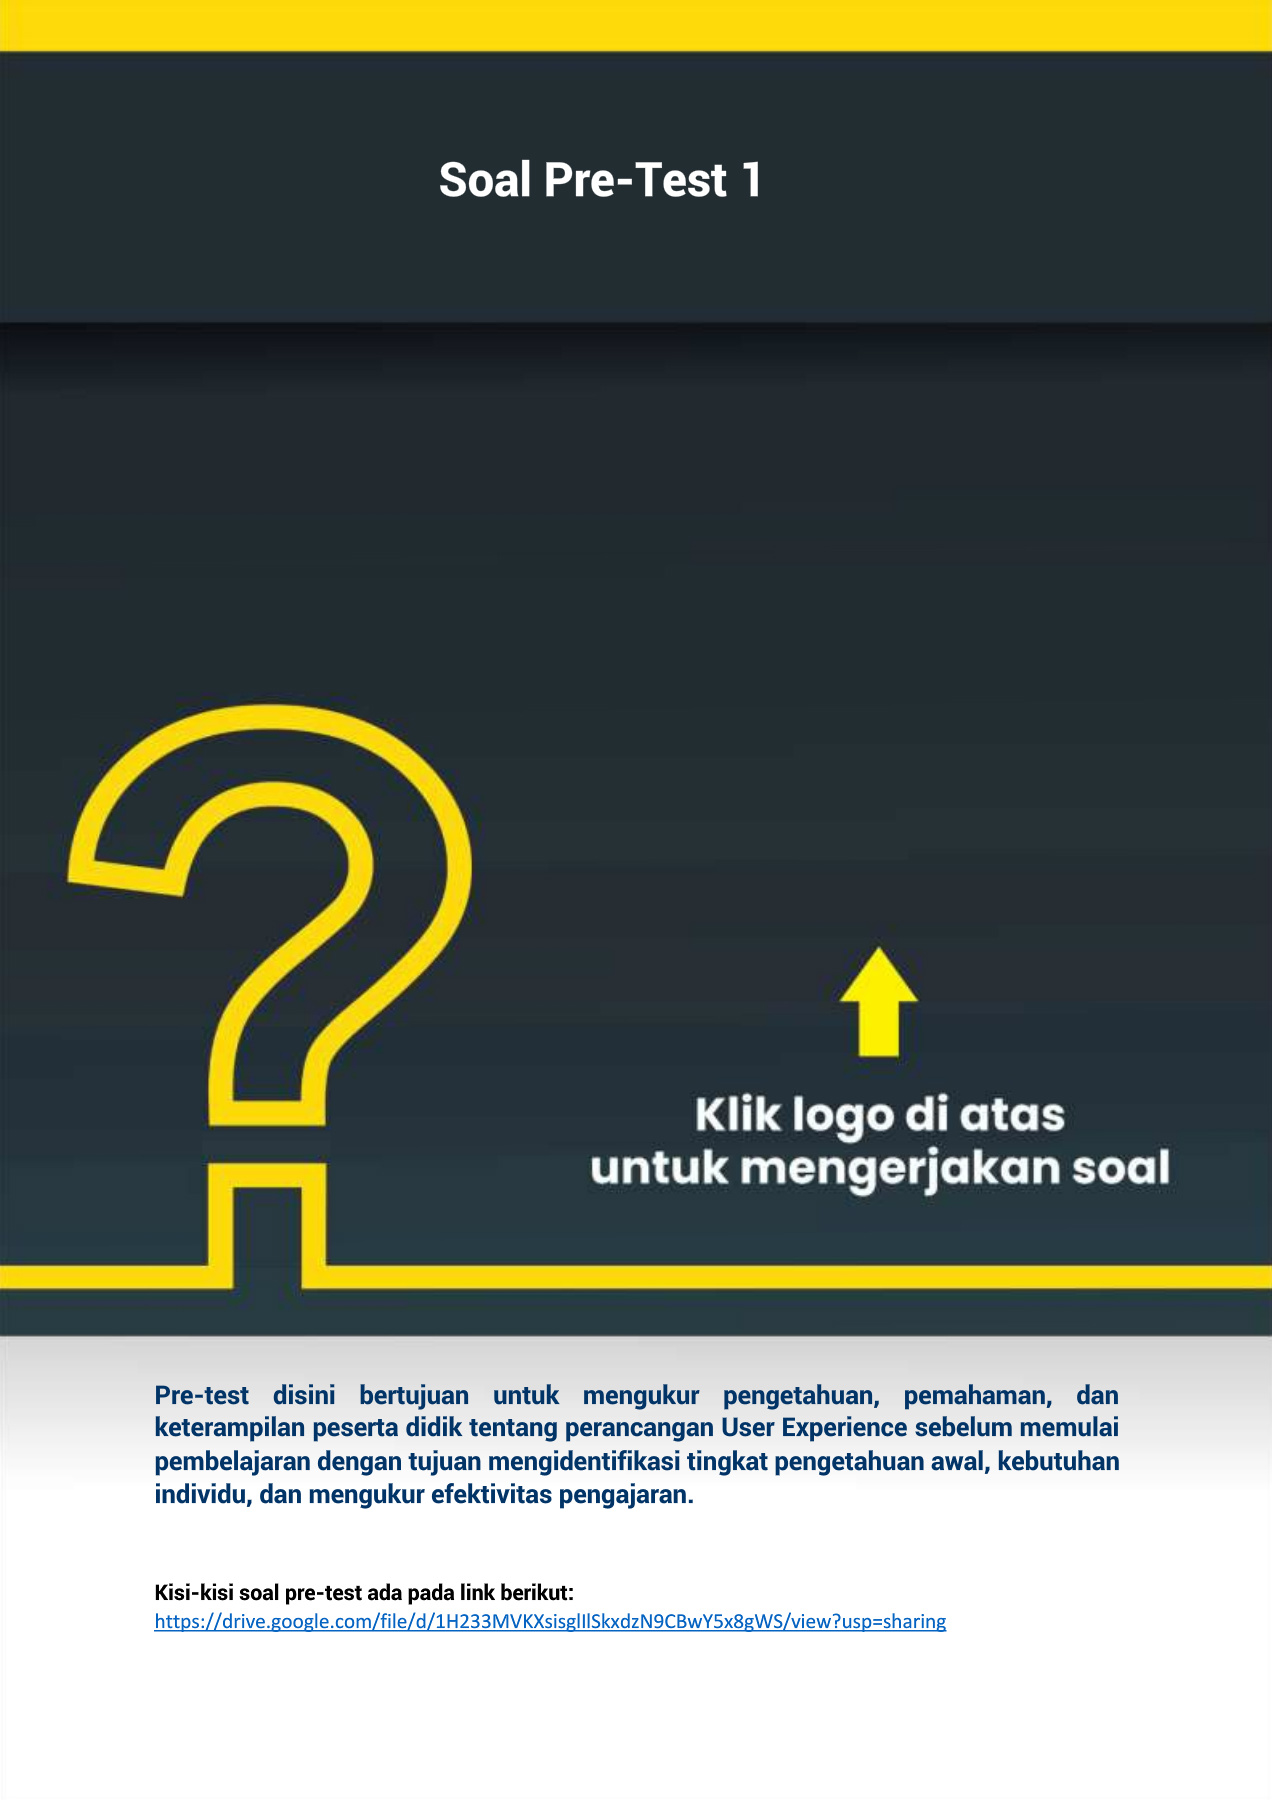 Soal Pre-Test 1
Klik logo di atas
untuk mengerjakan soal
Pre-test disini bertujuan untuk mengukur pengetahuan, pemahaman, dan
keterampilan peserta didik tentang perancangan User Experience sebelum memulai
pembelajaran dengan tujuan mengidentifikasi tingkat pengetahuan awal, kebutuhan
individu, dan mengukur efektivitas pengajaran.
Kisi-kisi soal pre-test ada pada link berikut:
https://drive.google.com/file/d/1H233MVKXsisglIlSkxdzN9CBwY5x8gWS/view?usp=sharing